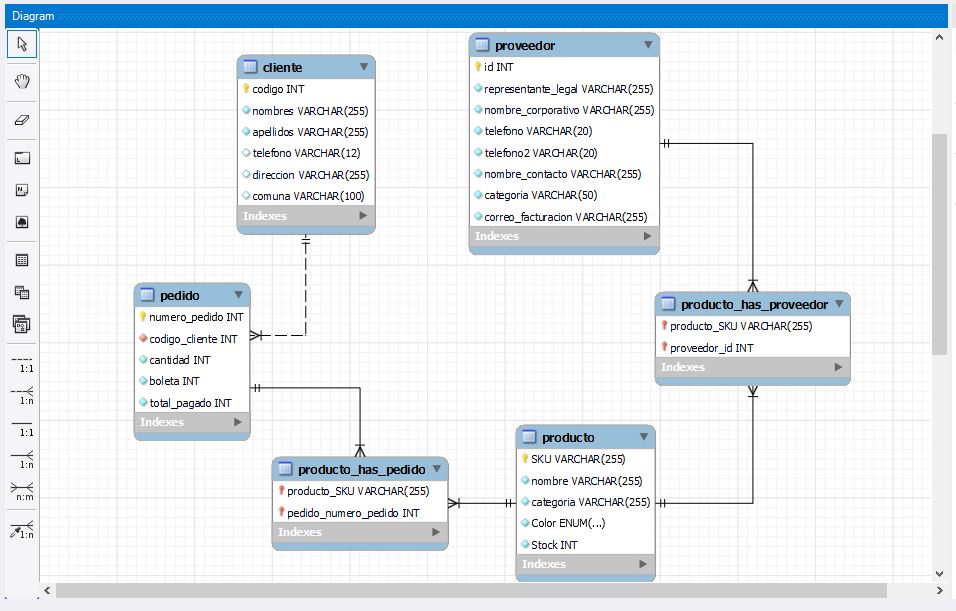 Diagram
cliente
codigo INT
nombres VARCHAR(255)
apellidos VARCHAR(255)
telefono VARCHAR(12)
direccion VARCHAR(255)
comuna VARCHAR(100)
Indexes
proveedor
id INT
representante_legal VARCHAR(255)
nombre_corporativo VARCHAR(255)
telefono VARCHAR(20)
telefono2 VARCHAR(20)
nombre_contacto VARCHAR(255)
categoria VARCHAR(50)
correo_facturacion VARCHAR(255)
Indexes
pedido
numero_pedido INT
codigo_cliente INT
cantidad INT
boleta INT
total_pagado INT
Indexes
producto_has_proveedor
producto_SKU VARCHAR(255)
proveedor_id INT
Indexes
producto_has_pedido
producto_SKU VARCHAR(255)
pedido_numero_pedido INT
Indexes
producto
SKU VARCHAR(255)
nombre VARCHAR(255)
categoria VARCHAR(255)
Color ENUM(...)
Stock INT
Indexes
1:1
1:n
1:1
1:n
n:m
1:n